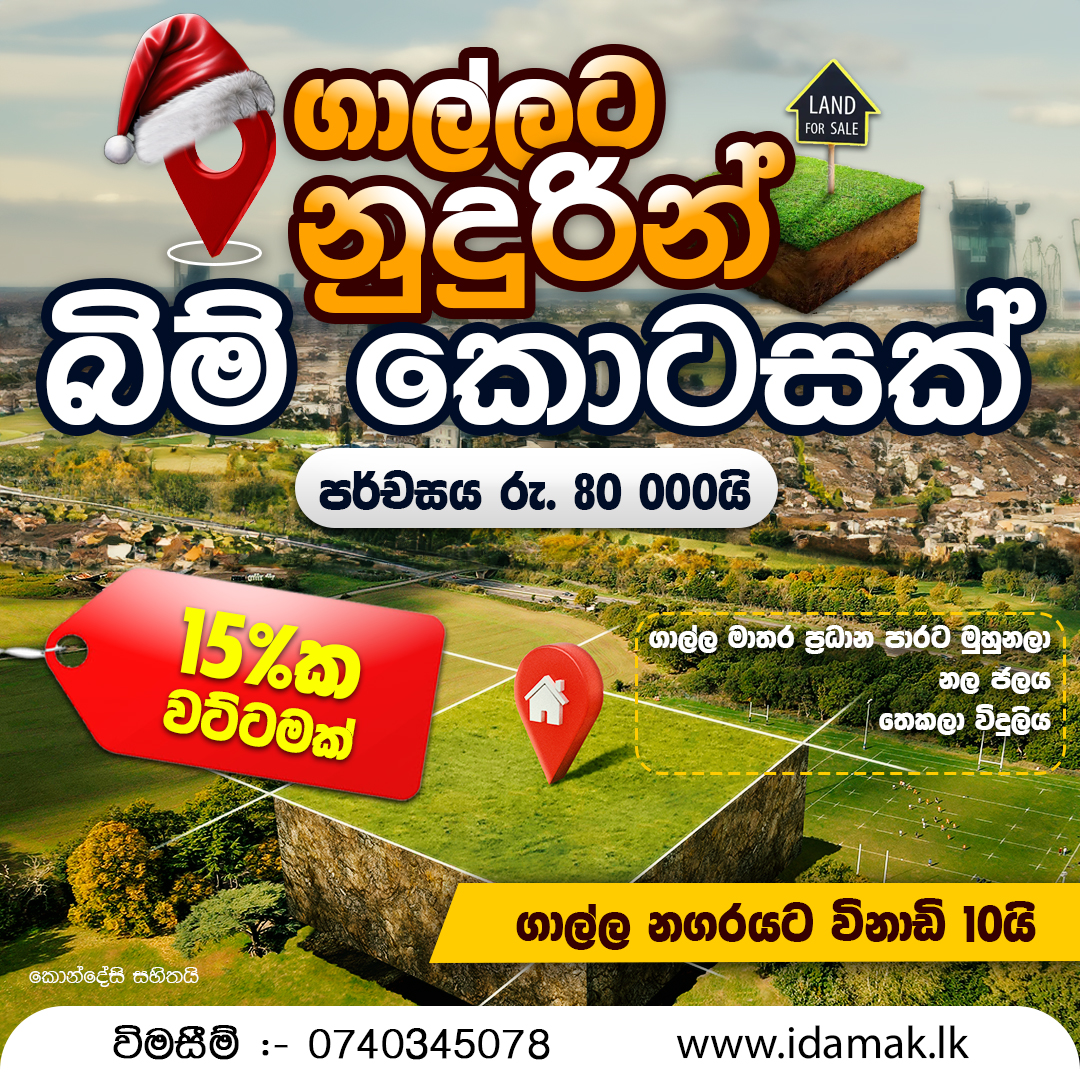 ගාල්ලට
නුදුරින්
LAND
FOR SALE
බිම් කොටසක්
පර්චසය රු. 80 000යි
15%ක
වට්ටමක්
ගාල්ල මාතර ප්‍රධාන පාරට මුහුනලා
නල ජලය
තෙකලා විදුලිය
ගාල්ල නගරයට විනාඩි 10යි
කොන්දේසි සහිතයි
විමසීම් :- 0740345078
www.idamak.lk